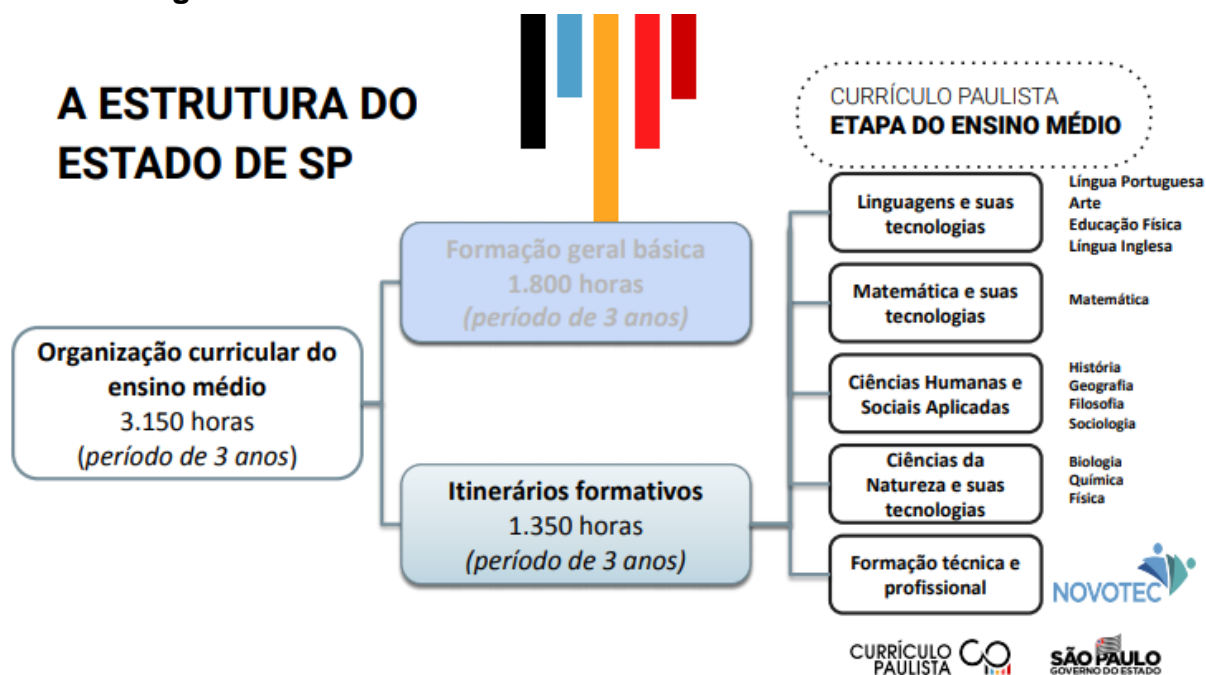 A ESTRUTURA DO
ESTADO DE SP
CURRÍCULO PAULISTA
ETAPA DO ENSINO MÉDIO
Organização curricular do
ensino médio
3.150 horas
(período de 3 anos)
Formação geral básica
1.800 horas
(período de 3 anos)
Itinerários formativos
1.350 horas
(período de 3 anos)
Linguagens e suas
tecnologias
Língua Portuguesa
Arte
Educação Física
Língua Inglesa
Matemática e suas
tecnologias
Matemática
Ciências Humanas e
Sociais Aplicadas
História
Geografia
Filosofia
Sociologia
Ciências da
Natureza e suas
tecnologias
Biologia
Química
Física
Formação técnica e
profissional
NOVOTEC
CURRÍCULO
PAULISTA
SÃO PAULO
GOVERNO DO ESTADO